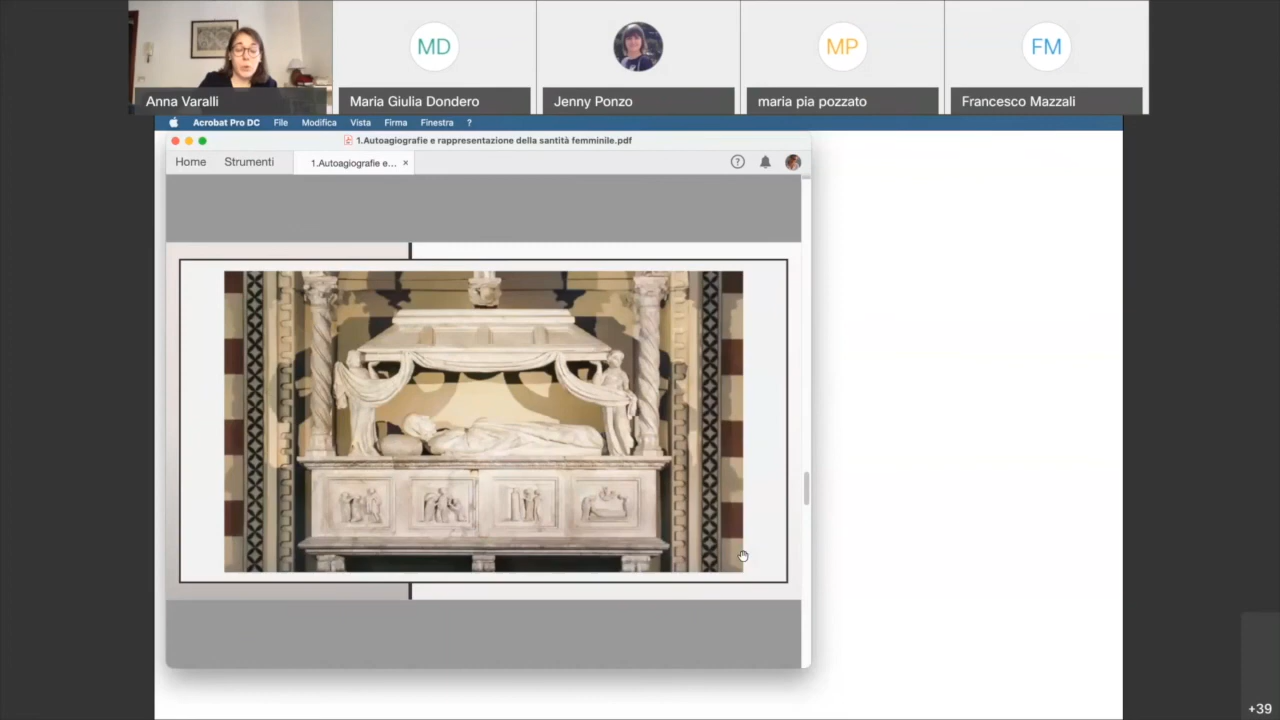 MD
MP
FM
Anna Varalli
Maria Giulia Dondero
Jenny Ponzo
maria pia pozzato
Francesco Mazzali
Acrobat Pro DC File Modifica Vista Firma Finestra ?
1.Autoagiografie e rappresentazione della santità femminile.pdf
Home Strumenti 1.Autoagiografie e... × ?
+39